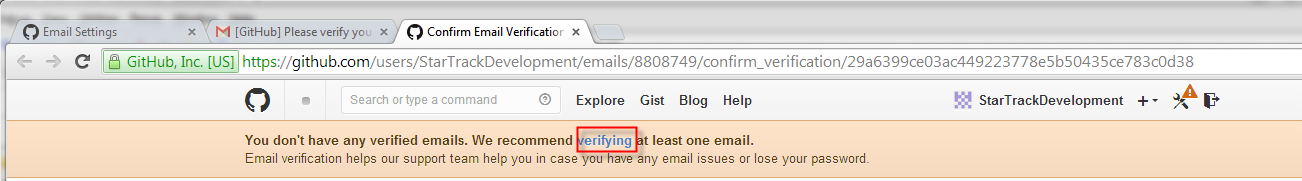 Email Settings
[GitHub] Please verify you
Confirm Email Verification
GitHub, Inc. [US]
https://github.com/users/StarTrackDevelopment/emails/8808749/confirm_verification/29a6399ce03ac449223778e5b50435ce783c0d38
Search or type a command
Explore Gist Blog Help
StarTrackDevelopment
You don't have any verified emails. We recommend verifying at least one email.
Email verification helps our support team help you in case you have any email issues or lose your password.